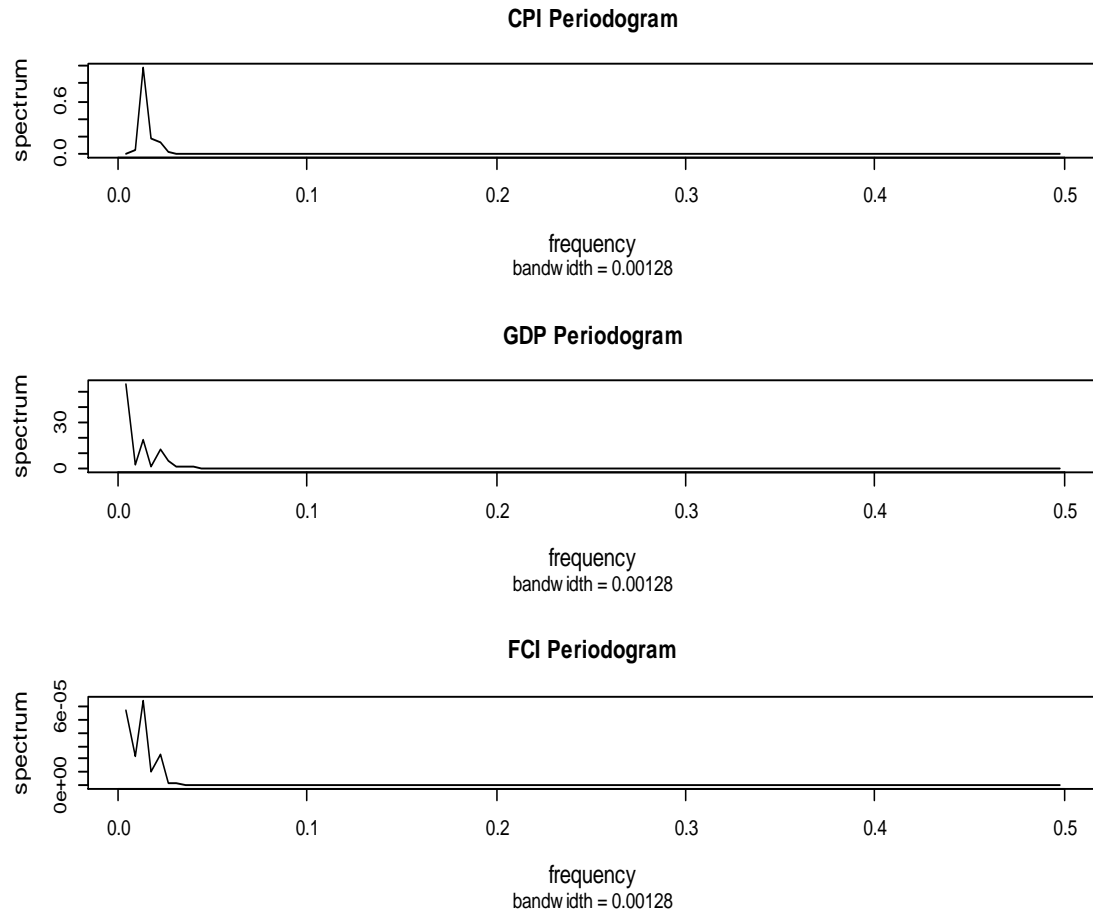 CPI Periodogram
spectrum
0.0 0.6
0.0 0.1 0.2 0.3 0.4 0.5
frequency
bandwidth = 0.00128
GDP Periodogram
spectrum
0 30
0.0 0.1 0.2 0.3 0.4 0.5
frequency
bandwidth = 0.00128
FCI Periodogram
spectrum
0e+00 6e-05
0.0 0.1 0.2 0.3 0.4 0.5
frequency
bandwidth = 0.00128